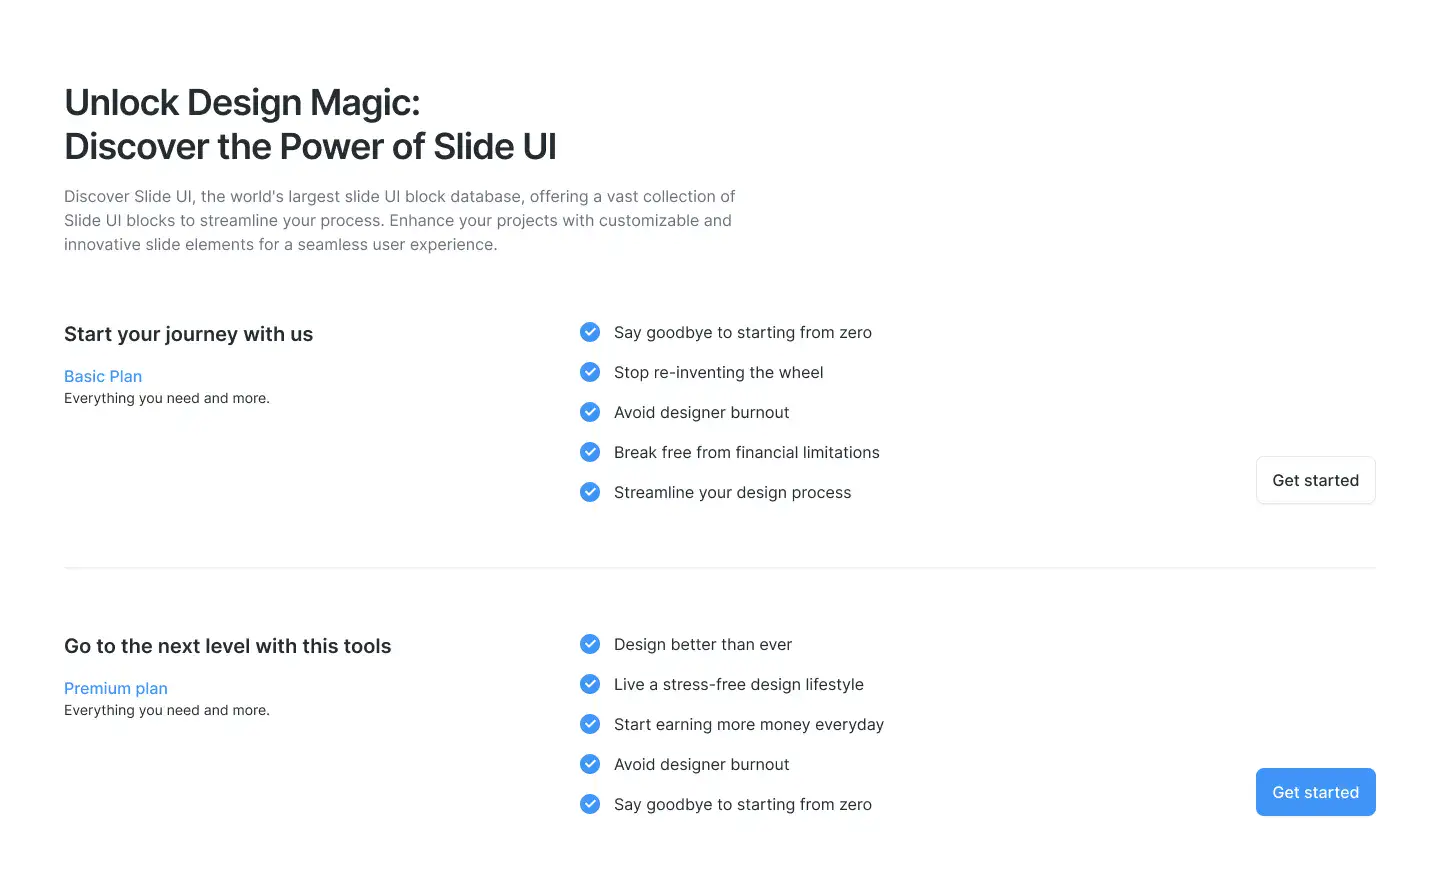 Unlock Design Magic:
Discover the Power of Slide UI
Discover Slide UI, the world's largest slide UI block database, offering a vast collection of
Slide UI blocks to streamline your process. Enhance your projects with customizable and
innovative slide elements for a seamless user experience.
Start your journey with us
Basic Plan
Everything you need and more.
Say goodbye to starting from zero
Stop re-inventing the wheel
Avoid designer burnout
Break free from financial limitations
Streamline your design process
Get started
Go to the next level with this tools
Premium plan
Everything you need and more.
Design better than ever
Live a stress-free design lifestyle
Start earning more money everyday
Avoid designer burnout
Say goodbye to starting from zero
Get started